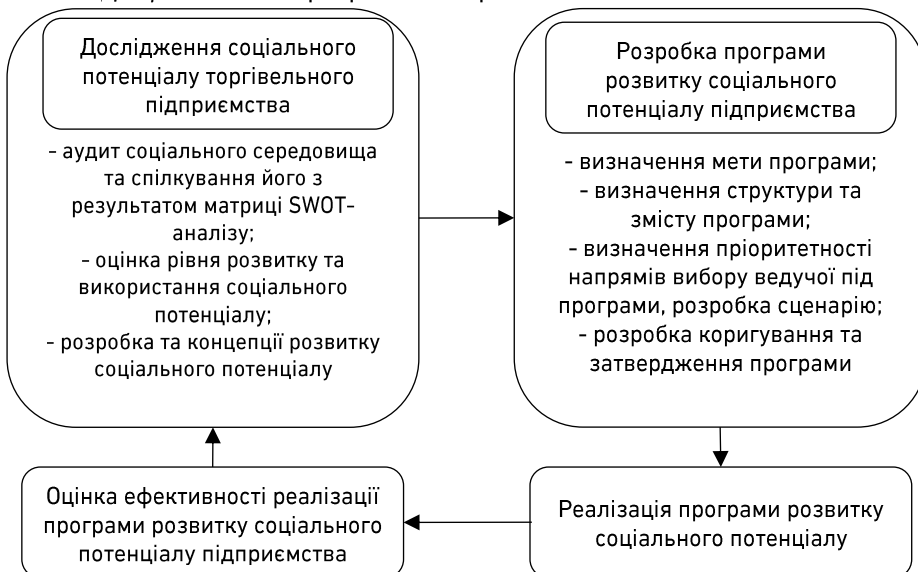 Дослідження соціального
потенціалу торгівельного
підприємства
- аудит соціального середовища
та спілкування його з
результатом матриці SWOT-
аналізу;
- оцінка рівня розвитку та
використання соціального
потенціалу;
- розробка та концепції розвитку
соціального потенціалу
Розробка програми
розвитку соціального
потенціалу підприємства
- визначення мети програми;
- визначення структури та
змісту програми;
- визначення пріоритетності
напрямів вибору ведучої під
програми, розробка сценарію;
- розробка коригування та
затвердження програми
Оцінка ефективності реалізації
програми розвитку соціального
потенціалу підприємства
Реалізація програми розвитку
соціального потенціалу